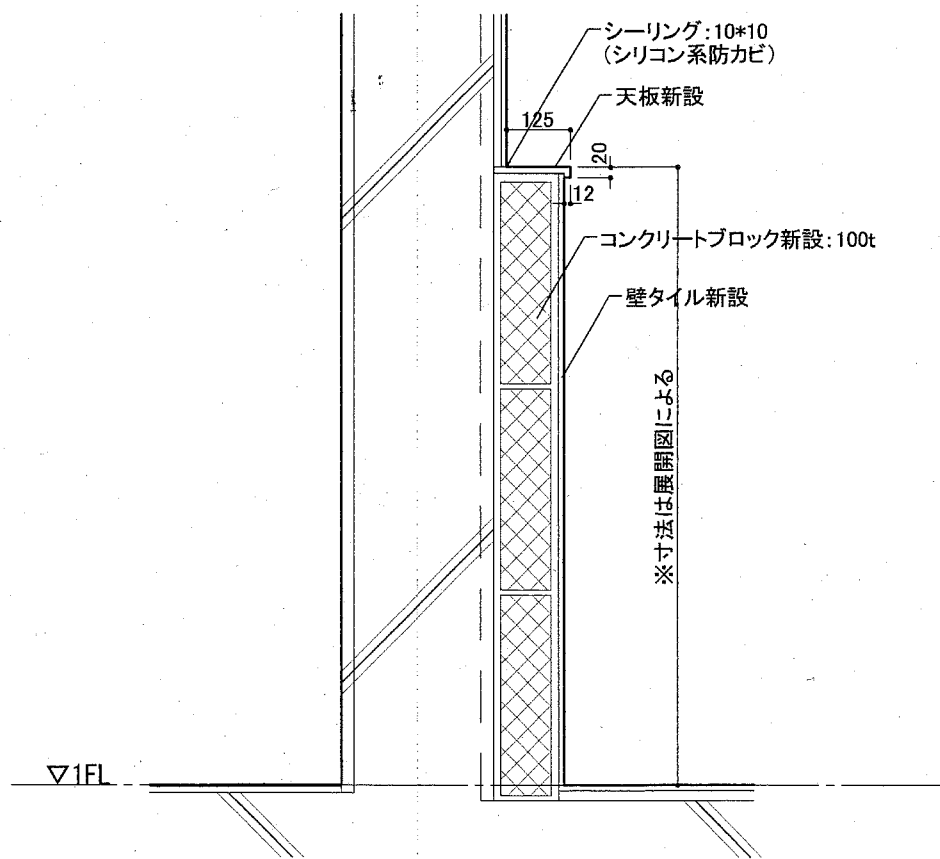 シーリング:10*10
(シリコン系防カビ)
天板新設
125
20
12
コンクリートブロック新設:100t
壁タイル新設
※寸法は展開図による
▽1FL